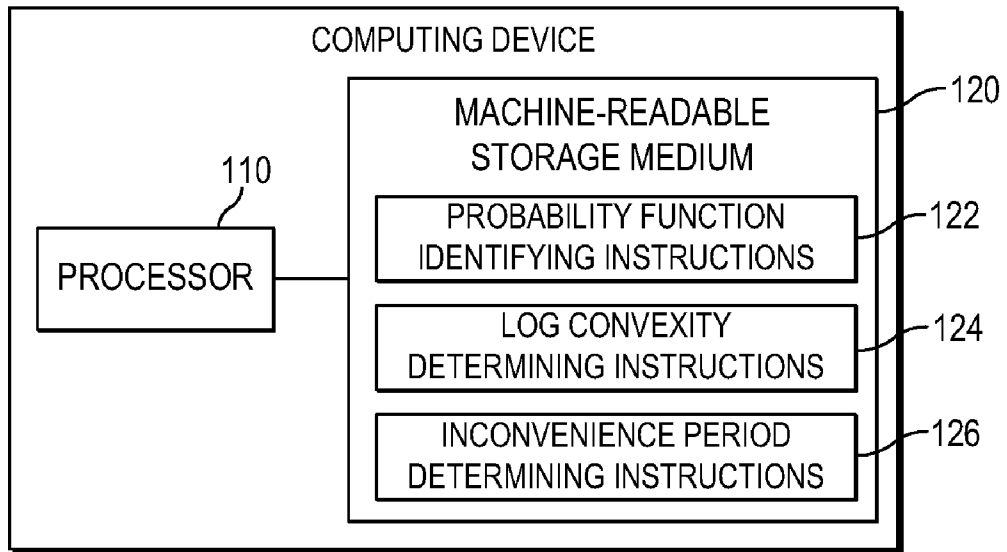 COMPUTING DEVICE
120
MACHINE-READABLE
STORAGE MEDIUM
110
PROCESSOR
PROBABILITY FUNCTION
IDENTIFYING INSTRUCTIONS
122
LOG CONVEXITY
DETERMINING INSTRUCTIONS
124
INCONVENIENCE PERIOD
DETERMINING INSTRUCTIONS
126